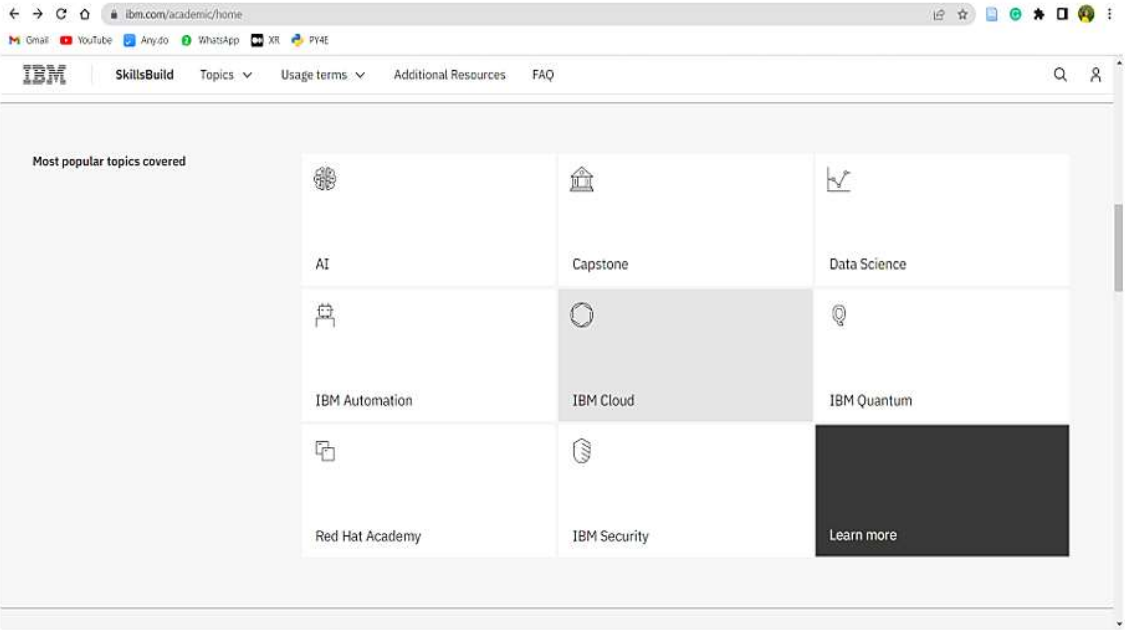 ibm.com/academic/home
Gmail YouTube Any.do WhatsApp XR PY4E
IBM SkillsBuild Topics Usage terms Additional Resources FAQ
Most popular topics covered
AI Capstone Data Science
IBM Automation IBM Cloud IBM Quantum
Red Hat Academy IBM Security Learn more